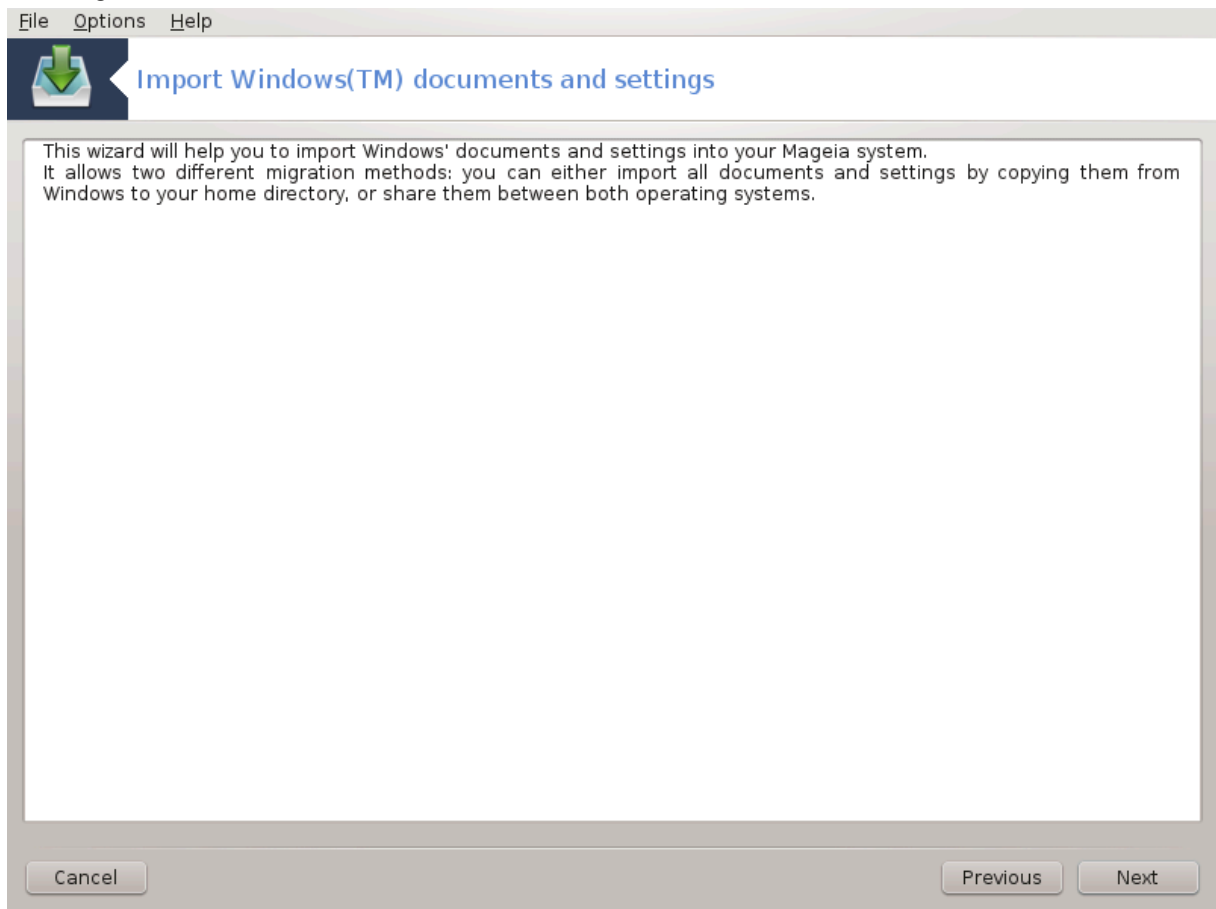 File Options Help
Import Windows(TM) documents and settings
This wizard will help you to import Windows' documents and settings into your Mageia system.
It allows two different migration methods: you can either import all documents and settings by copying them from
Windows to your home directory, or share them between both operating systems.
Cancel Previous Next